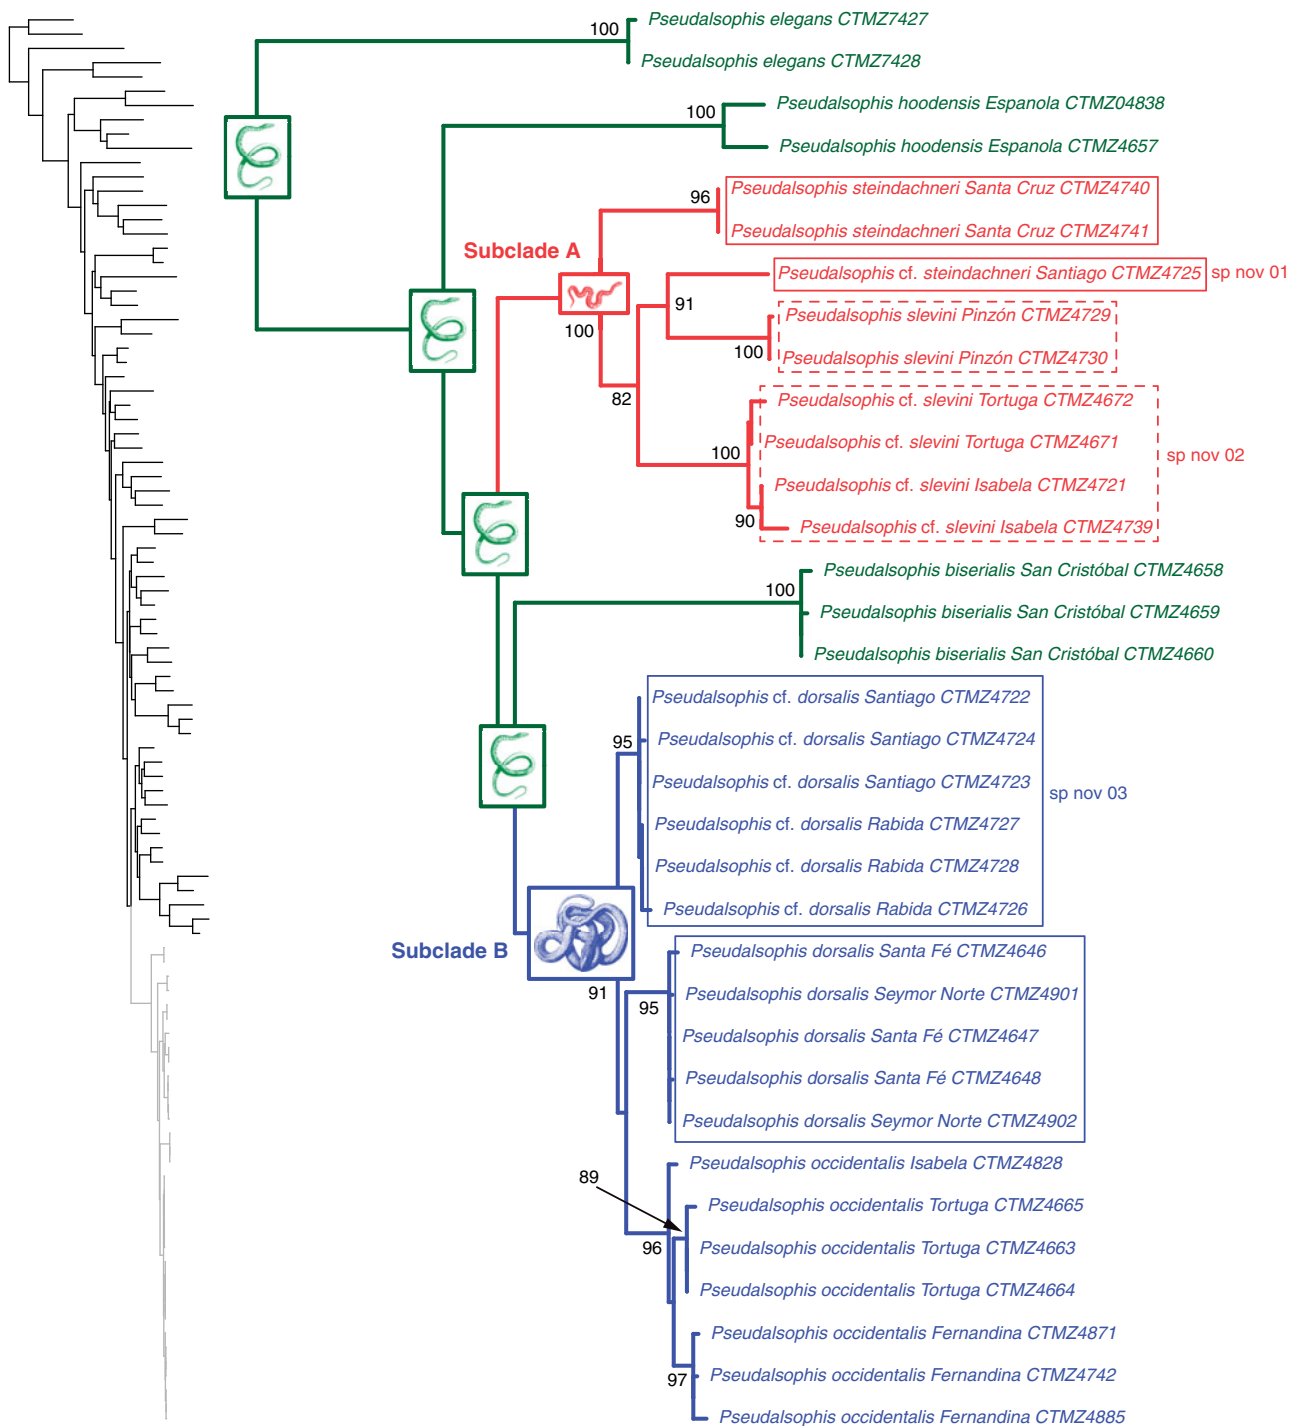 Pseudalsophis elegans CTMZ7427
100
Pseudalsophis elegans CTMZ7428
Pseudalsophis hoodensis Espanola CTMZ04838
100
Pseudalsophis hoodensis Espanola CTMZ4657
Pseudalsophis steindachneri Santa Cruz CTMZ4740
96
Pseudalsophis steindachneri Santa Cruz CTMZ4741
Subclade A
Pseudalsophis cf. steindachneri Santiago CTMZ4725 sp nov 01
91
Pseudalsophis slevini Pinzón CTMZ4729
100
100
Pseudalsophis slevini Pinzón CTMZ4730
82
Pseudalsophis cf. slevini Tortuga CTMZ4672
Pseudalsophis cf. slevini Tortuga CTMZ4671
100
sp nov 02
Pseudalsophis cf. slevini Isabela CTMZ4721
90
Pseudalsophis cf. slevini Isabela CTMZ4739
Pseudalsophis biserialis San Cristóbal CTMZ4658
100
Pseudalsophis biserialis San Cristóbal CTMZ4659
Pseudalsophis biserialis San Cristóbal CTMZ4660
Pseudalsophis cf. dorsalis Santiago CTMZ4722
95
Pseudalsophis cf. dorsalis Santiago CTMZ4724
Pseudalsophis cf. dorsalis Santiago CTMZ4723
sp nov 03
Pseudalsophis cf. dorsalis Rabida CTMZ4727
Pseudalsophis cf. dorsalis Rabida CTMZ4728
Pseudalsophis cf. dorsalis Rabida CTMZ4726
Subclade B
Pseudalsophis dorsalis Santa Fé CTMZ4646
91
95
Pseudalsophis dorsalis Seymor Norte CTMZ4901
Pseudalsophis dorsalis Santa Fé CTMZ4647
Pseudalsophis dorsalis Santa Fé CTMZ4648
Pseudalsophis dorsalis Seymor Norte CTMZ4902
Pseudalsophis occidentalis Isabela CTMZ4828
89
Pseudalsophis occidentalis Tortuga CTMZ4665
96
Pseudalsophis occidentalis Tortuga CTMZ4663
Pseudalsophis occidentalis Tortuga CTMZ4664
Pseudalsophis occidentalis Fernandina CTMZ4871
97
Pseudalsophis occidentalis Fernandina CTMZ4742
Pseudalsophis occidentalis Fernandina CTMZ4885